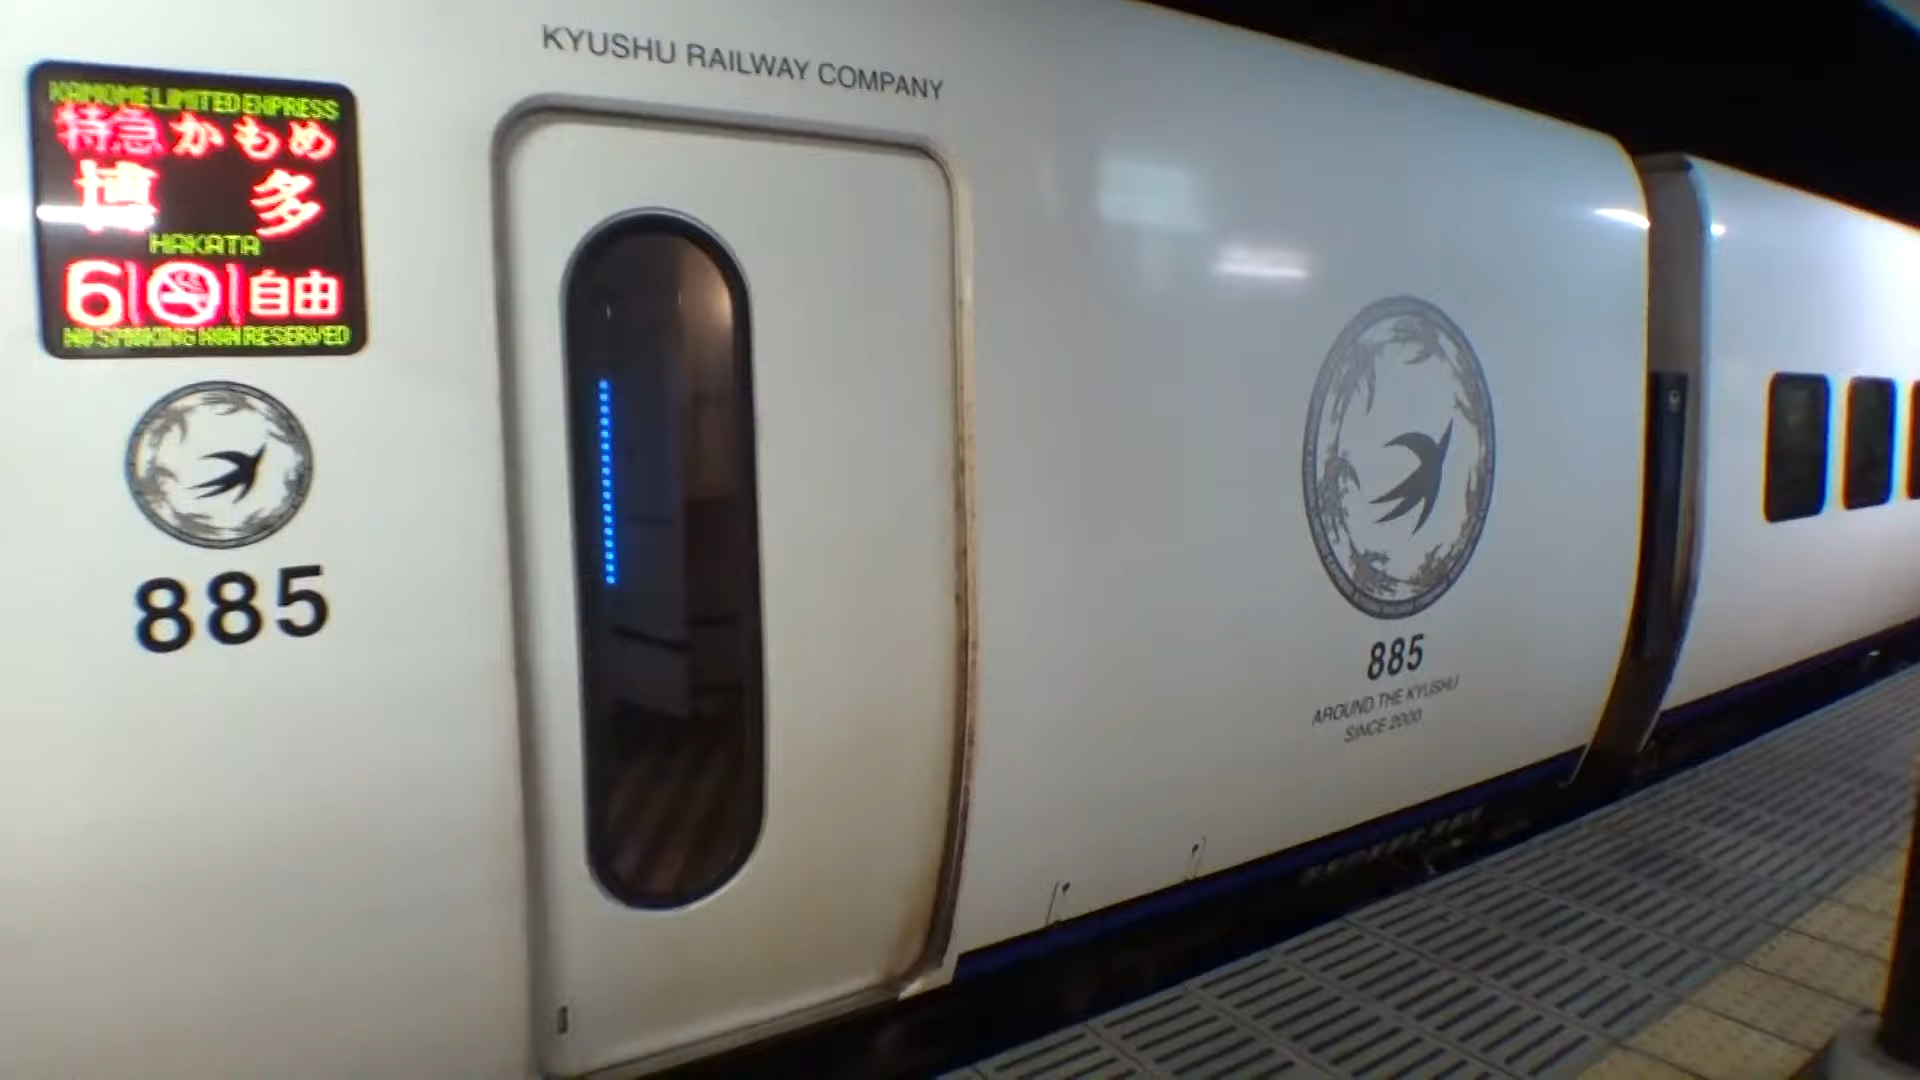 KYUSHU RAILWAY COMPANY
KAMOME LIMITED EXPRESS
特急かもめ
博多
HAKATA
6 自由
NO SMOKING NON RESERVED
885
885
AROUND THE KYUSHU
SINCE 2000